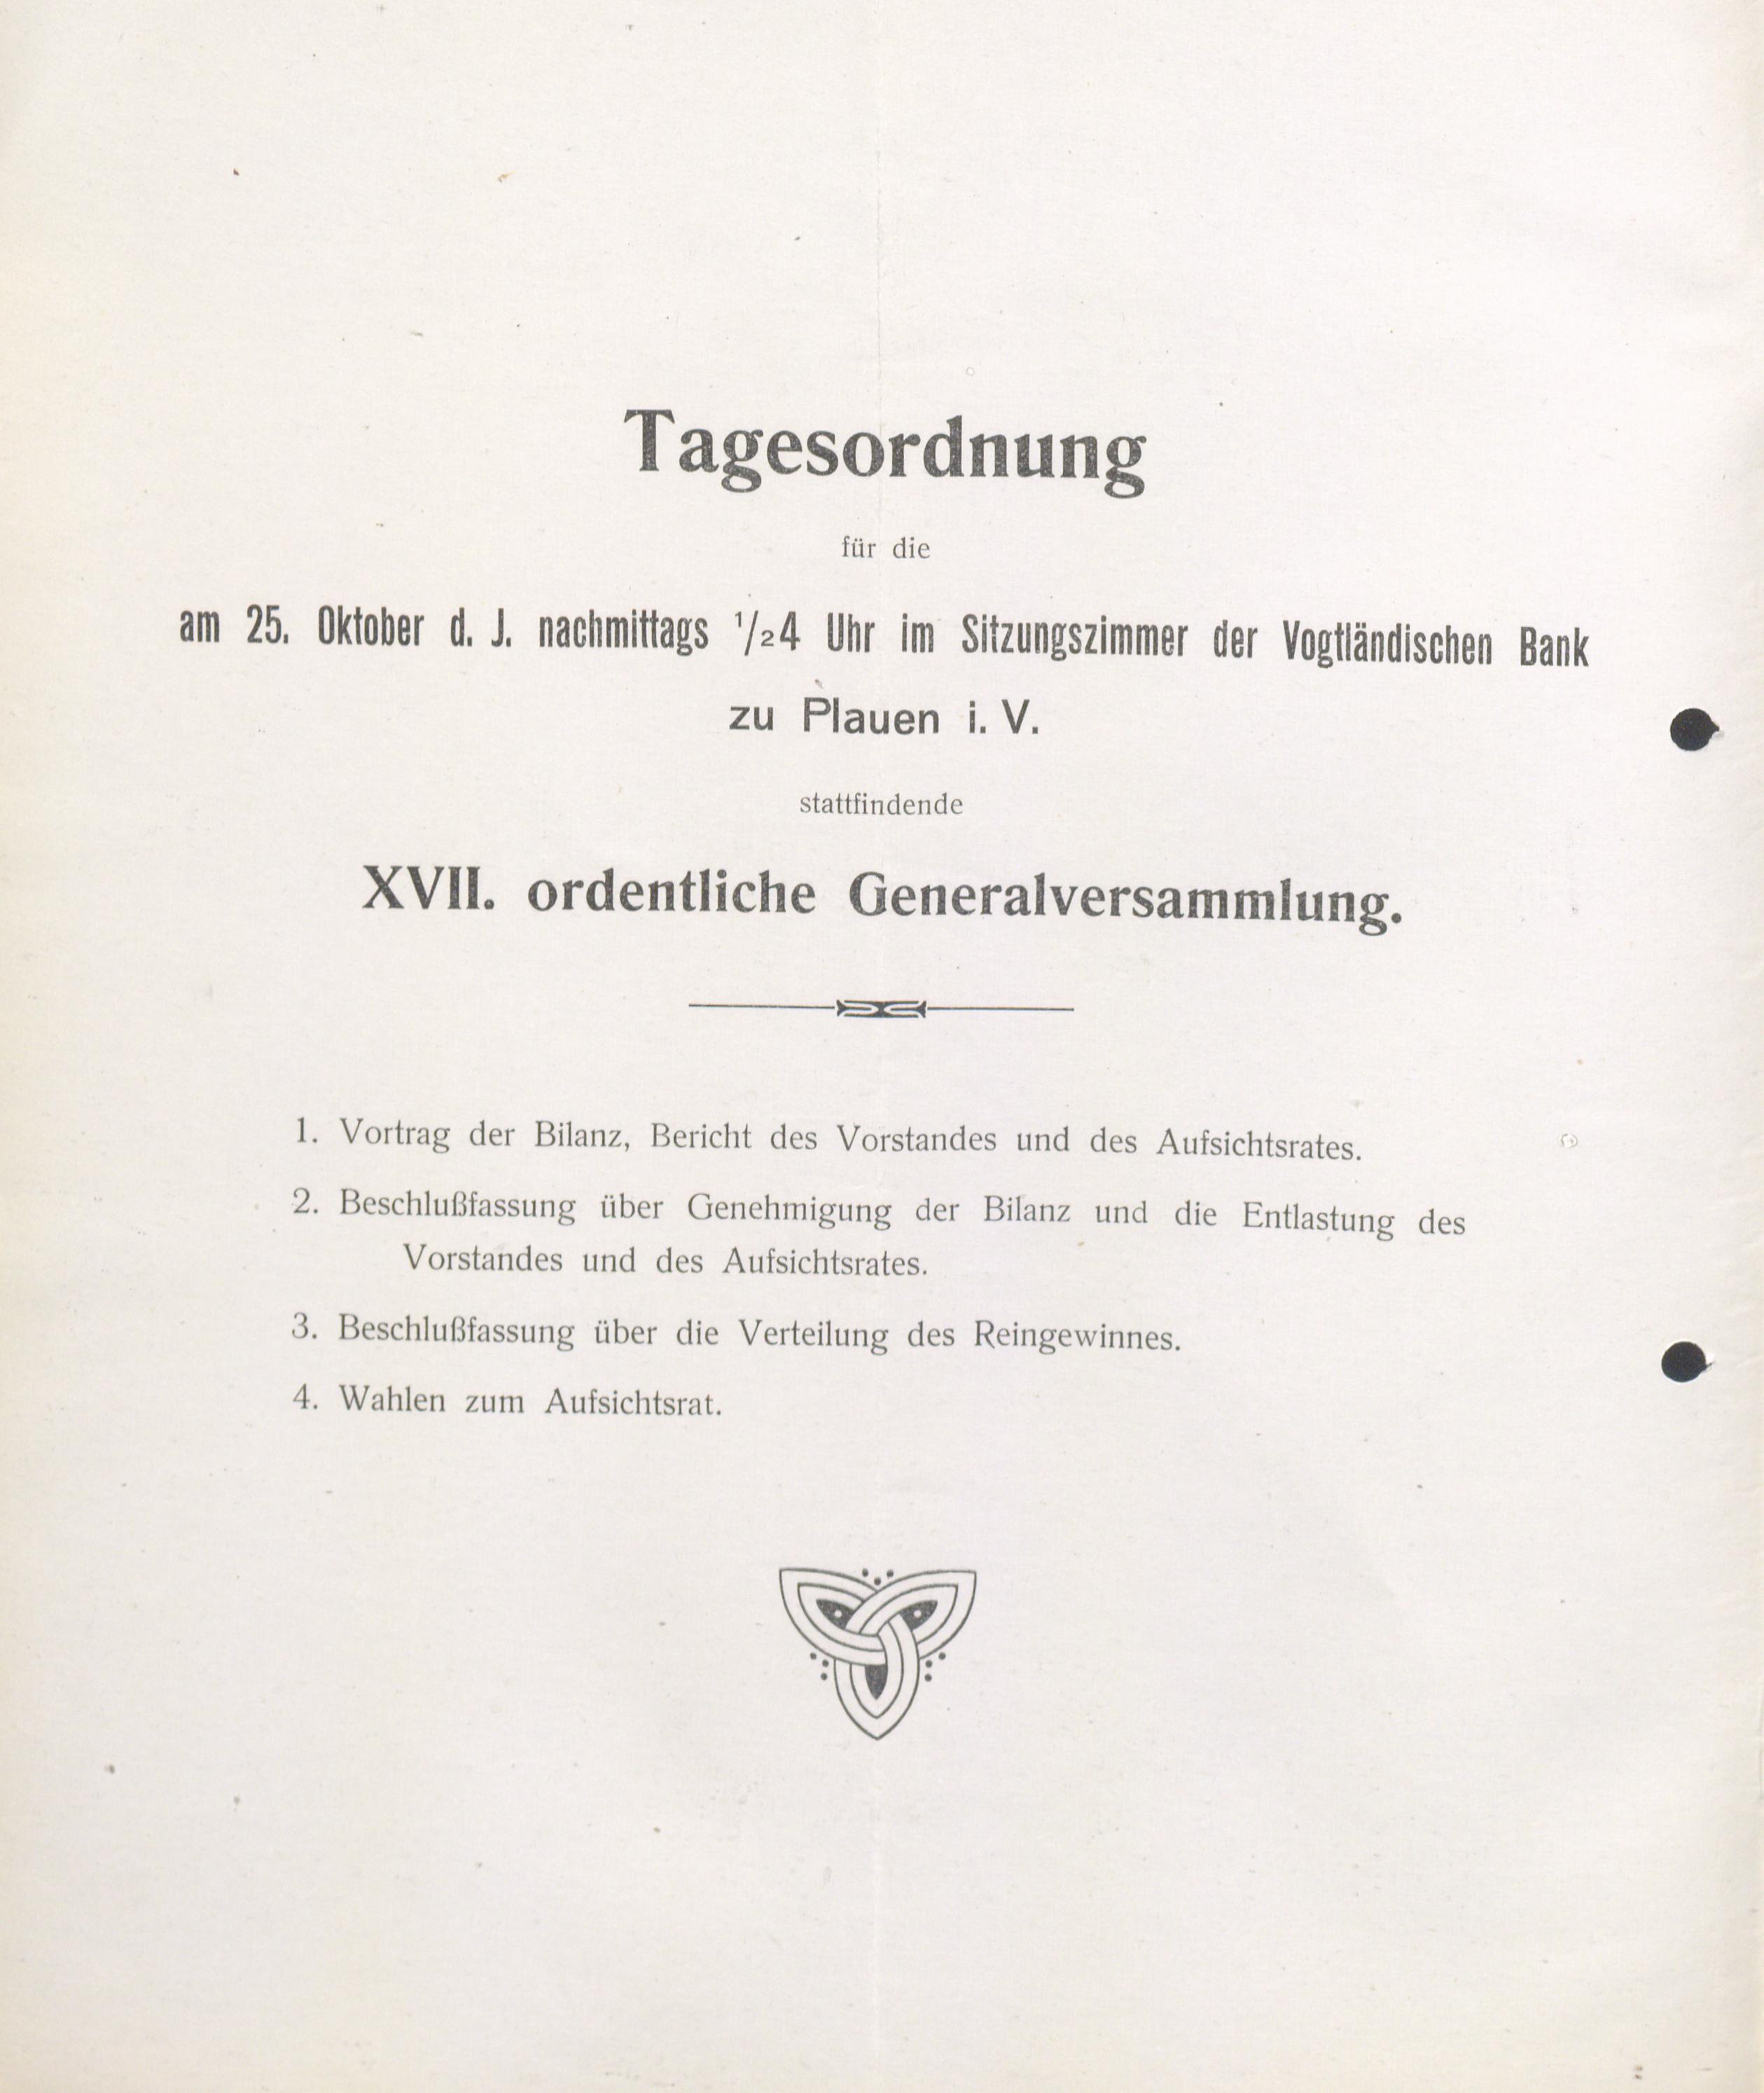 Tagesordnung
für die
am 25. Oktober d. J. nachmittags ½4 Uhr im Sitzungszimmer der Vogtländischen Bank
zu Plauen i. V.
stattfindende
XVII. ordentliche Generalversammlung.
1. Vortrag der Bilanz, Bericht des Vorstandes und des Aufsichtsrates.
2. Beschlußfassung über Genehmigung der Bilanz und die Entlastung des
Vorstandes und des Aufsichtsrates.
3. Beschlußfassung über die Verteilung des Reingewinnes.
4. Wahlen zum Aufsichtsrat.